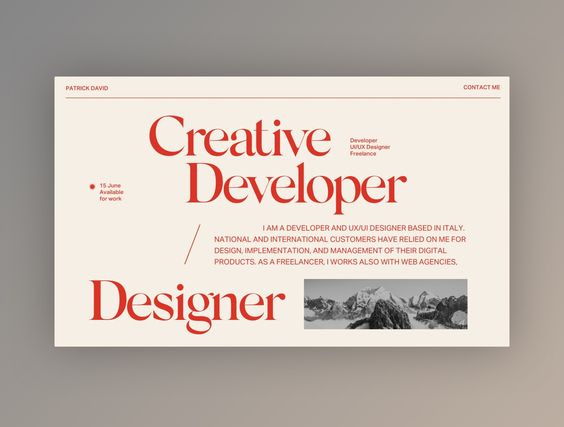 PATRICK DAVID
CONTACT ME
Creative
Developer
UI/UX Designer
Freelance
Developer
15 June
Available
for work
I AM A DEVELOPER AND UX/UI DESIGNER BASED IN ITALY.
NATIONAL AND INTERNATIONAL CUSTOMERS HAVE RELIED ON ME FOR
DESIGN, IMPLEMENTATION, AND MANAGEMENT OF THEIR DIGITAL
PRODUCTS. AS A FREELANCER, I WORKS ALSO WITH WEB AGENCIES,
Designer